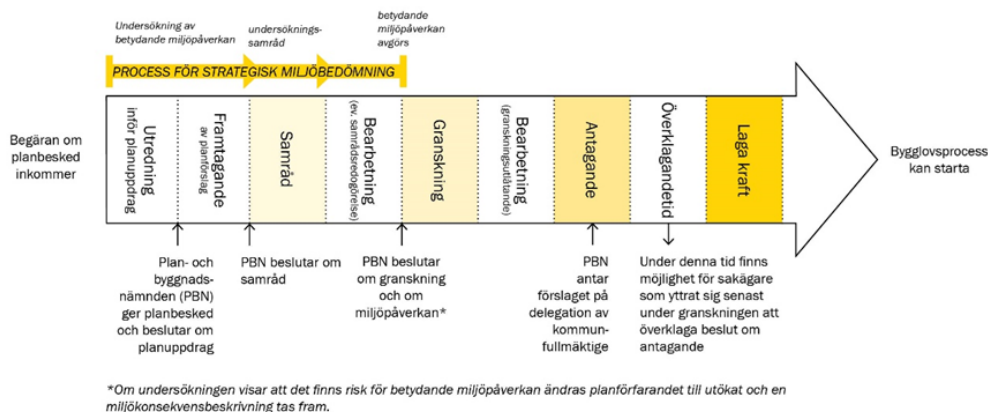 Undersökning av
betydande miljöpåverkan
undersöknings-
samråd
betydande
miljöpåverkan
avgörs
PROCESS FÖR STRATEGISK MILJÖBEDÖMNING
Begäran om
planbesked
inkommer
Utredning
inför planuppdrag
Framtagande
av planförslag
Samråd
Bearbetning
(ev. samrådsredogörelse)
Granskning
Bearbetning
(granskningsutlåtande)
Antagande
Överklagandetid
Laga kraft
Bygglovsprocess
kan starta
Plan- och
byggnads-
nämnden (PBN)
ger planbesked
och beslutar om
planuppdrag
PBN beslutar om
samråd
PBN beslutar
om granskning
och om
miljöpåverkan*
PBN
antar
förslaget på
delegation av
kommun-
fullmäktige
Under denna tid finns
möjlighet för sakägare
som yttrat sig senast
under granskningen att
överklaga beslut om
antagande
*Om undersökningen visar att det finns risk för betydande miljöpåverkan ändras planförfarandet till utökat och en
miljökonsekvensbeskrivning tas fram.